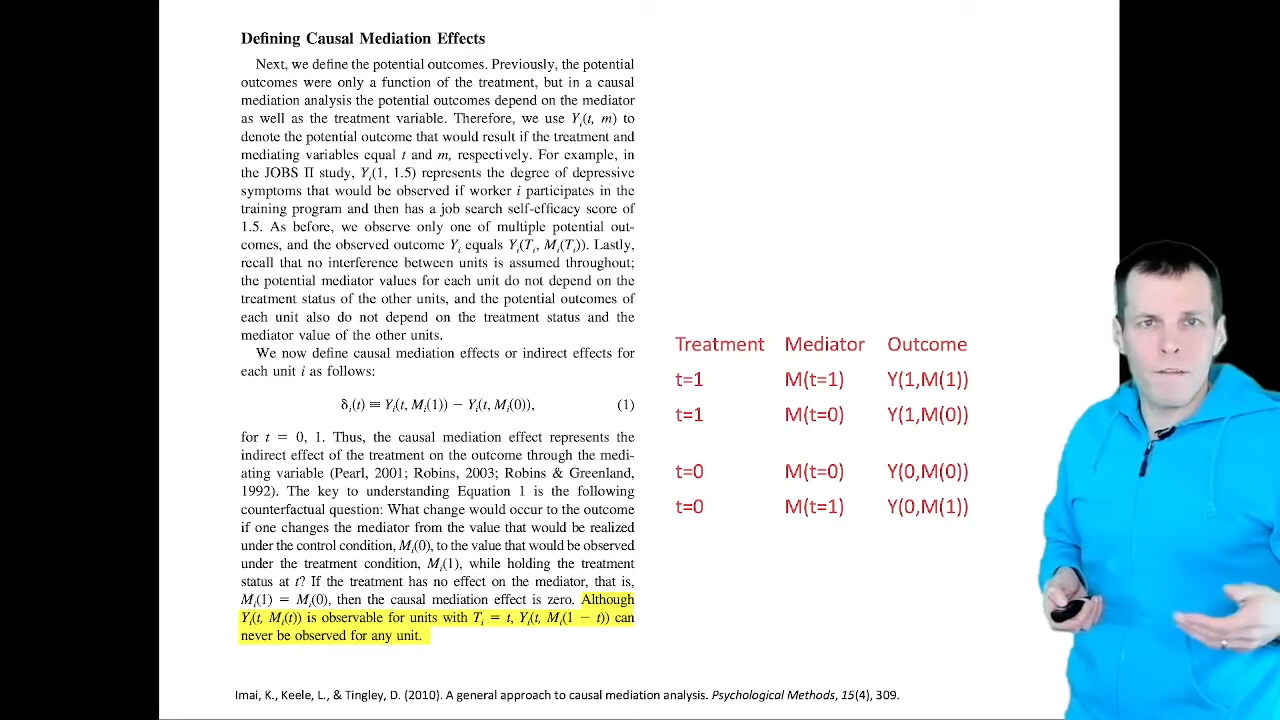 Defining Causal Mediation Effects
Next, we define the potential outcomes. Previously, the potential
outcomes were only a function of the treatment, but in a causal
mediation analysis the potential outcomes depend on the mediator
as well as the treatment variable. Therefore, we use Yᵢ(t, m) to
denote the potential outcome that would result if the treatment and
mediating variables equal t and m, respectively. For example, in
the JOBS II study, Yᵢ(1, 1.5) represents the degree of depressive
symptoms that would be observed if worker i participates in the
training program and then has a job search self-efficacy score of
1.5. As before, we observe only one of multiple potential out-
comes, and the observed outcome Yᵢ equals Yᵢ(Tᵢ, Mᵢ(Tᵢ)). Lastly,
recall that no interference between units is assumed throughout;
the potential mediator values for each unit do not depend on the
treatment status of the other units, and the potential outcomes of
each unit also do not depend on the treatment status and the
mediator value of the other units.
We now define causal mediation effects or indirect effects for
each unit i as follows:
δᵢ(t) ≡ Yᵢ(t, Mᵢ(1)) − Yᵢ(t, Mᵢ(0)), (1)
for t = 0, 1. Thus, the causal mediation effect represents the
indirect effect of the treatment on the outcome through the medi-
ating variable (Pearl, 2001; Robins, 2003; Robins & Greenland,
1992). The key to understanding Equation 1 is the following
counterfactual question: What change would occur to the outcome
if one changes the mediator from the value that would be realized
under the control condition, Mᵢ(0), to the value that would be observed
under the treatment condition, Mᵢ(1), while holding the treatment
status at t? If the treatment has no effect on the mediator, that is,
Mᵢ(1) = Mᵢ(0), then the causal mediation effect is zero. Although
Yᵢ(t, Mᵢ(t)) is observable for units with Tᵢ = t, Yᵢ(t, Mᵢ(1 − t)) can
never be observed for any unit.
Treatment Mediator Outcome
t=1 M(t=1) Y(1,M(1))
t=1 M(t=0) Y(1,M(0))
t=0 M(t=0) Y(0,M(0))
t=0 M(t=1) Y(0,M(1))
Imai, K., Keele, L., & Tingley, D. (2010). A general approach to causal mediation analysis. Psychological Methods, 15(4), 309.